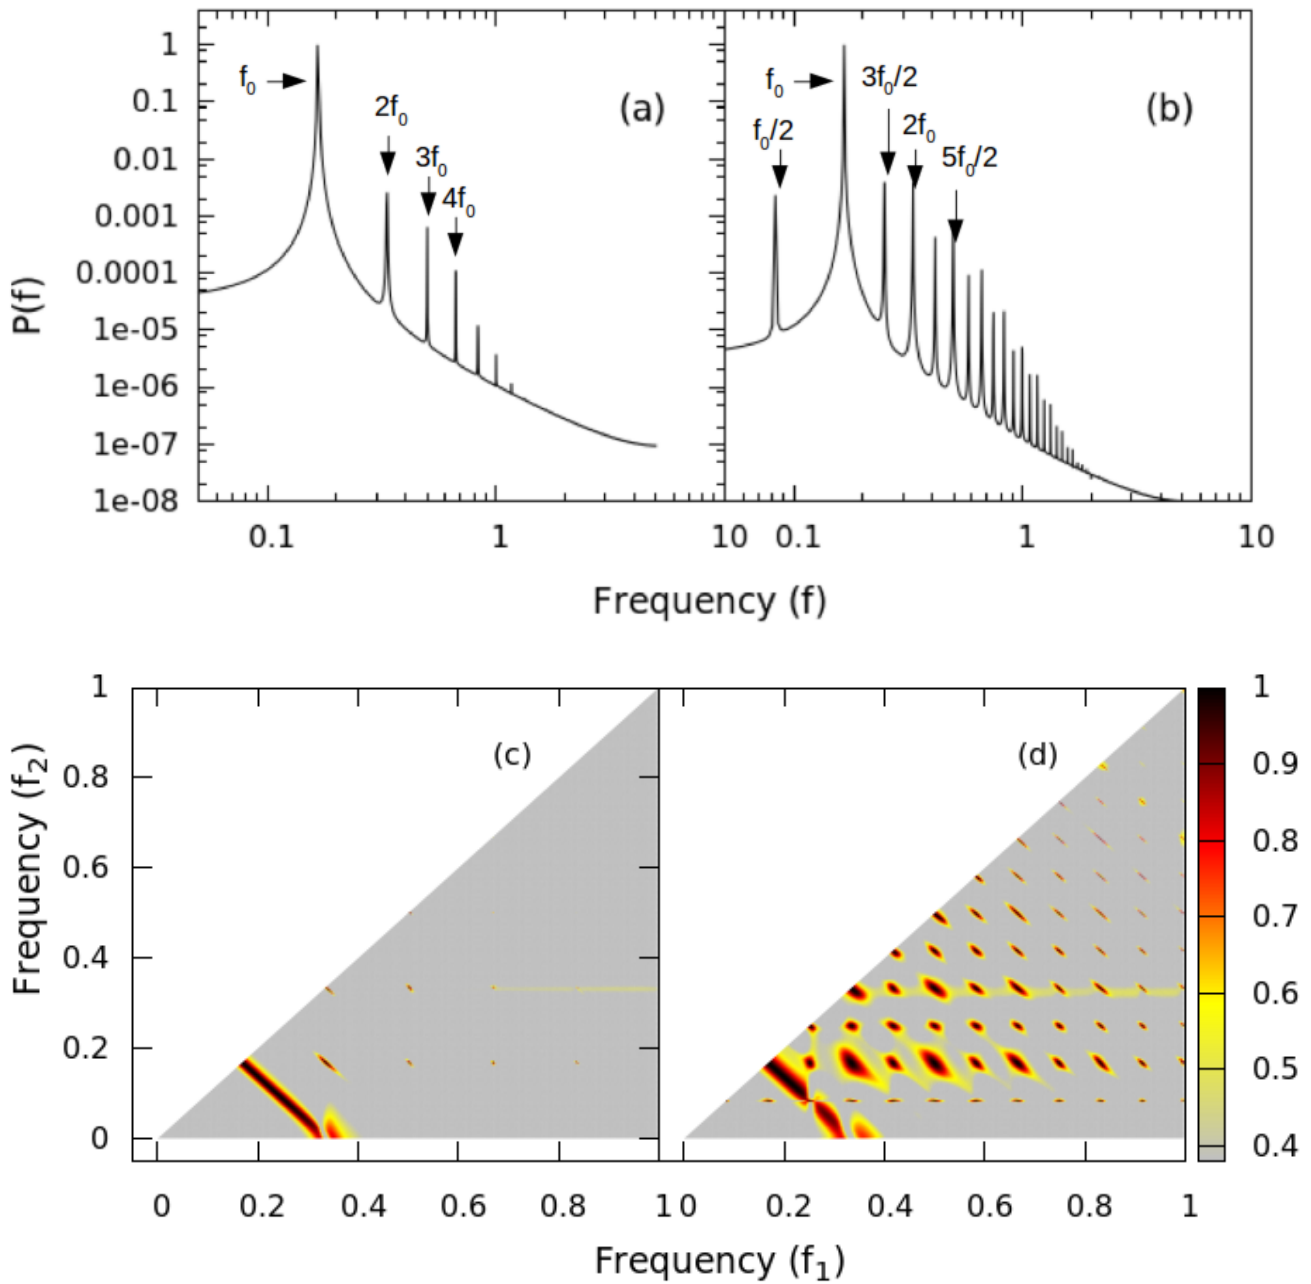 P(f)
1
0.1
0.01
0.001
0.0001
1e-05
1e-06
1e-07
1e-08
f0
2f0
3f0
4f0
(a)
f0/2
f0
3f0/2
2f0
5f0/2
(b)
0.1
1
10
0.1
1
10
Frequency (f)
Frequency (f2)
1
0.8
0.6
0.4
0.2
0
(c)
(d)
1
0.9
0.8
0.7
0.6
0.5
0.4
0
0.2
0.4
0.6
0.8
1
0
0.2
0.4
0.6
0.8
1
Frequency (f1)